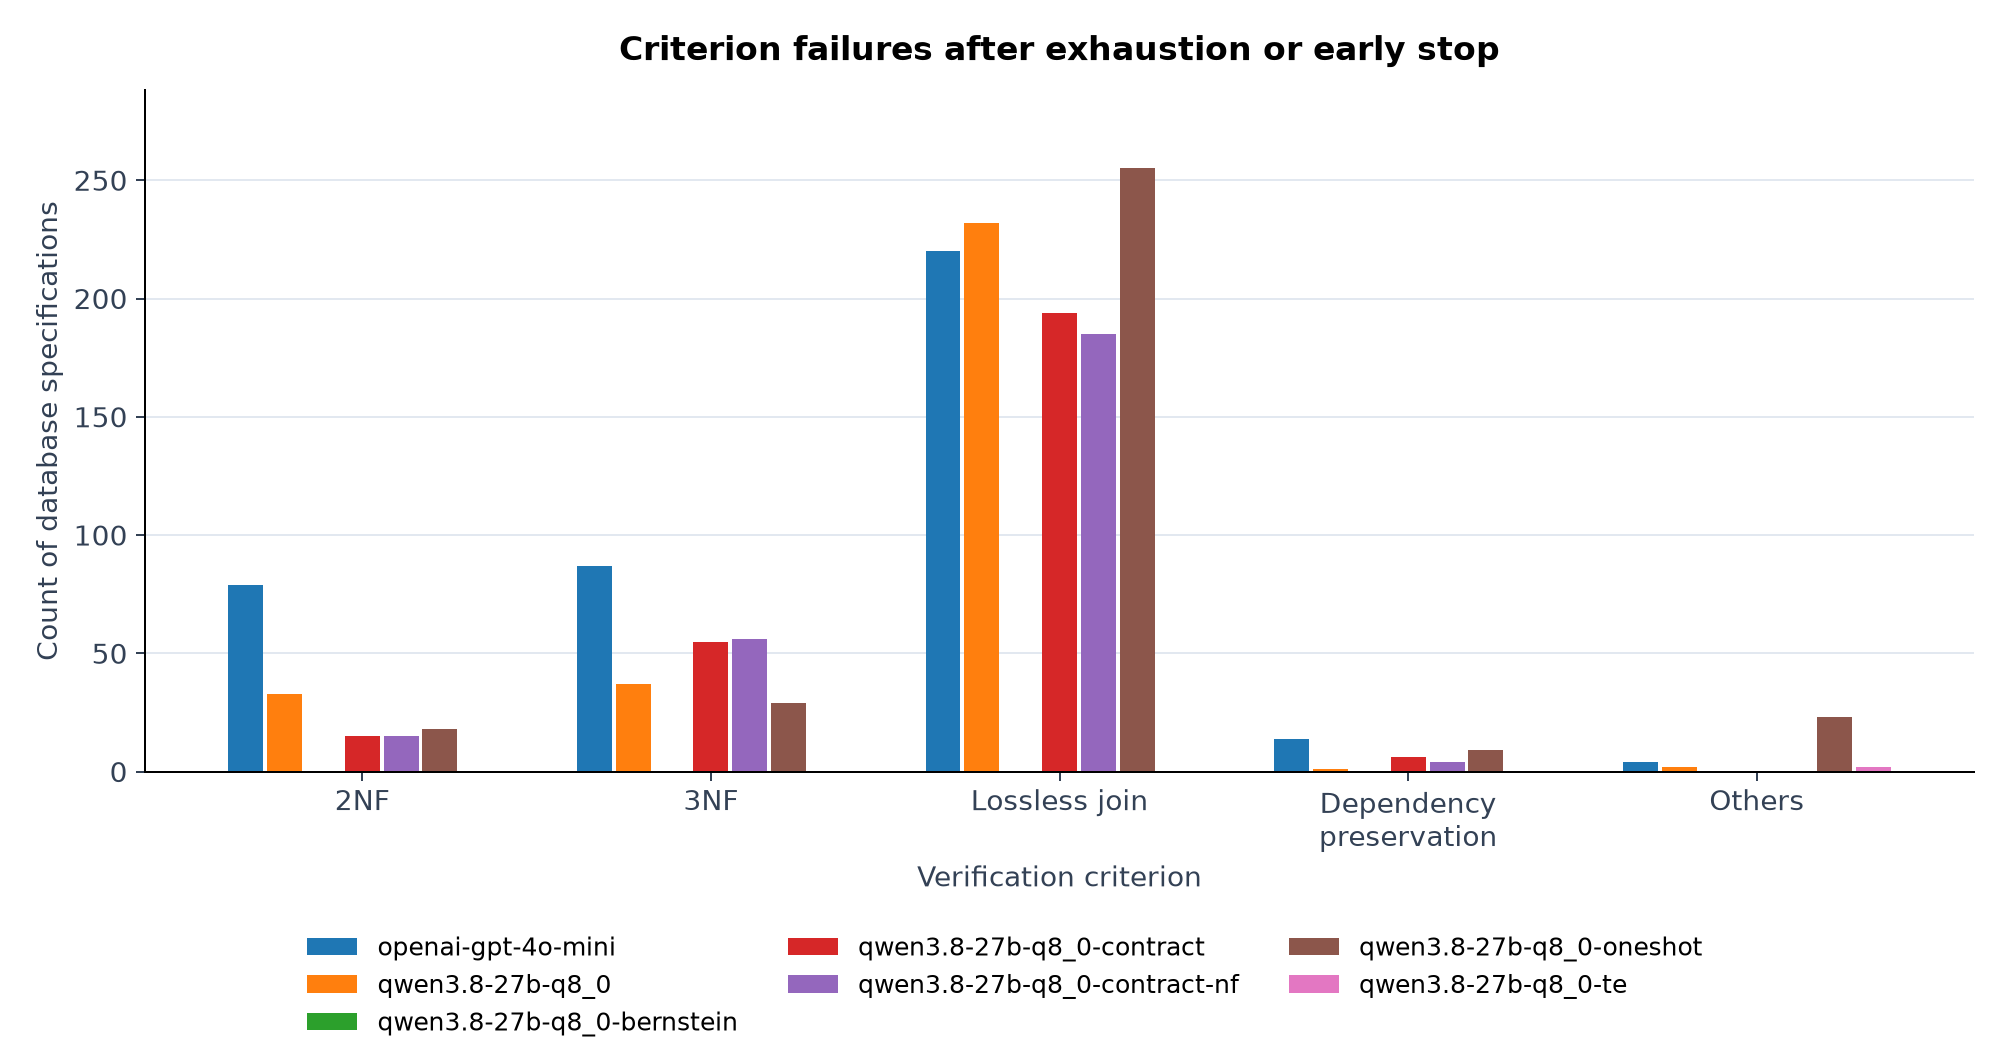 Criterion failures after exhaustion or early stop
Count of database specifications
250
200
150
100
50
0
2NF
3NF
Lossless join
Dependency
preservation
Others
Verification criterion
openai-gpt-4o-mini
qwen3.8-27b-q8_0
qwen3.8-27b-q8_0-bernstein
qwen3.8-27b-q8_0-contract
qwen3.8-27b-q8_0-contract-nf
qwen3.8-27b-q8_0-oneshot
qwen3.8-27b-q8_0-te